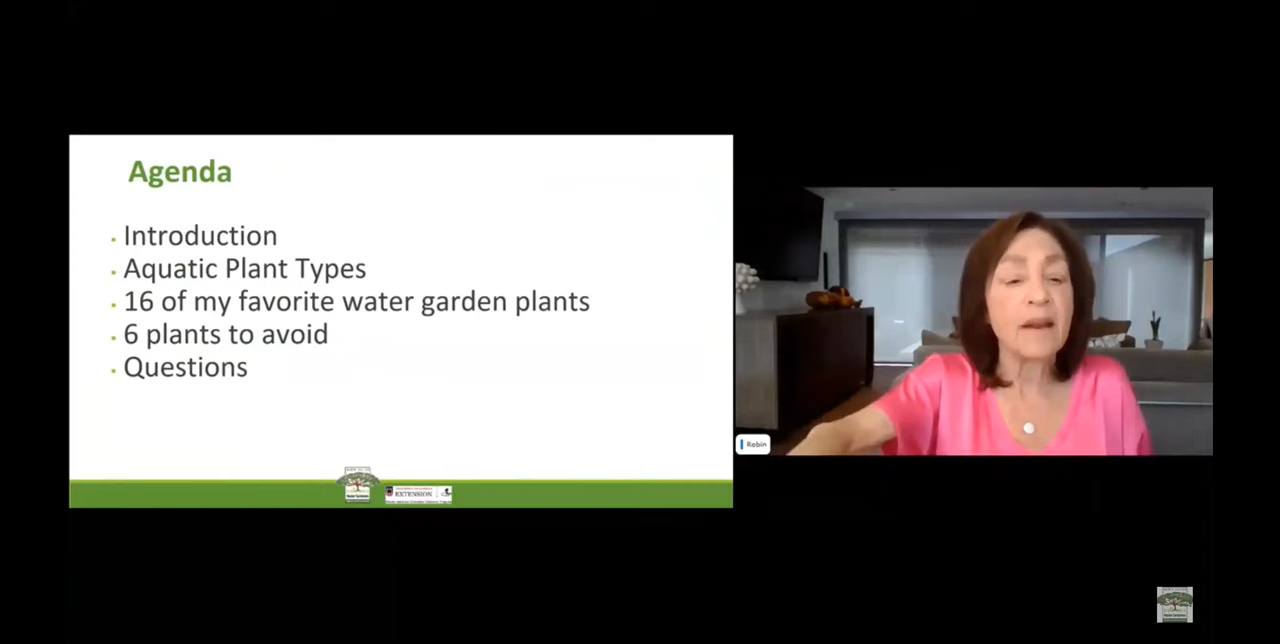 Agenda
Introduction
Aquatic Plant Types
16 of my favorite water garden plants
6 plants to avoid
Questions
EXTENSION
Robin